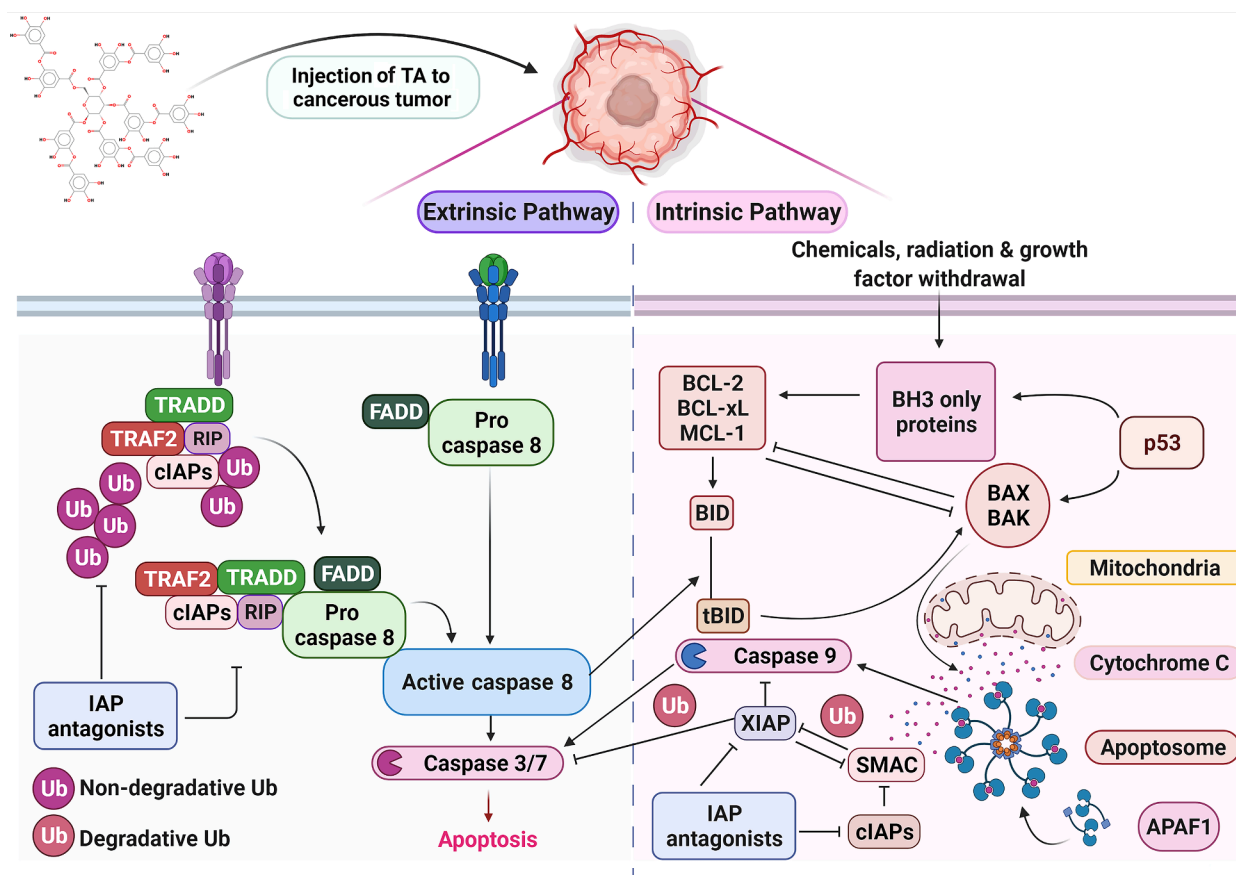 Injection of TA to
cancerous tumor
Extrinsic Pathway
Intrinsic Pathway
Chemicals, radiation & growth
factor withdrawal
TRADD
TRAF2
RIP
cIAPs
Ub
Ub
Ub
Ub
Ub
Ub
Ub
FADD
Pro
caspase 8
TRAF2
TRADD
FADD
cIAPs
RIP
Pro
caspase 8
IAP
antagonists
Active caspase 8
Caspase 3/7
Apoptosis
Ub
Non-degradative Ub
Ub
Degradative Ub
BCL-2
BCL-xL
MCL-1
BH3 only
proteins
p53
BID
BAX
BAK
tBID
Mitochondria
Caspase 9
Cytochrome C
Ub
XIAP
Ub
SMAC
Apoptosome
IAP
antagonists
cIAPs
APAF1